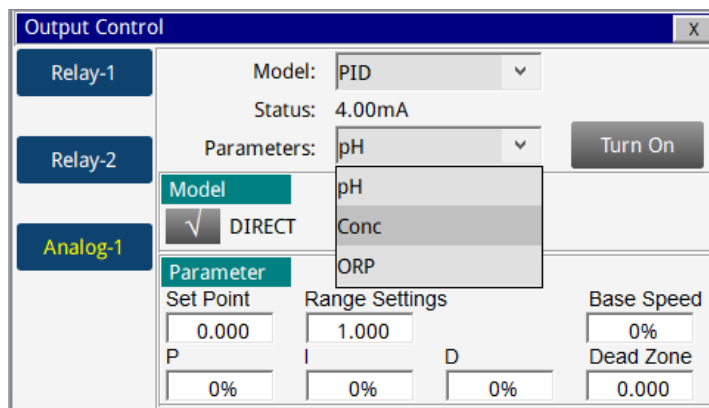 Output Control
X
Relay-1
Relay-2
Analog-1
Model: PID
Status: 4.00mA
Parameters: pH
Turn On
pH
Conc
ORP
Model
√ DIRECT
Parameter
Set Point Range Settings Base Speed
0.000 1.000 0%
P I D Dead Zone
0% 0% 0% 0.000